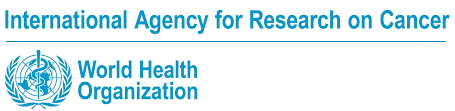 International Agency for Research on Cancer
World Health
Organization